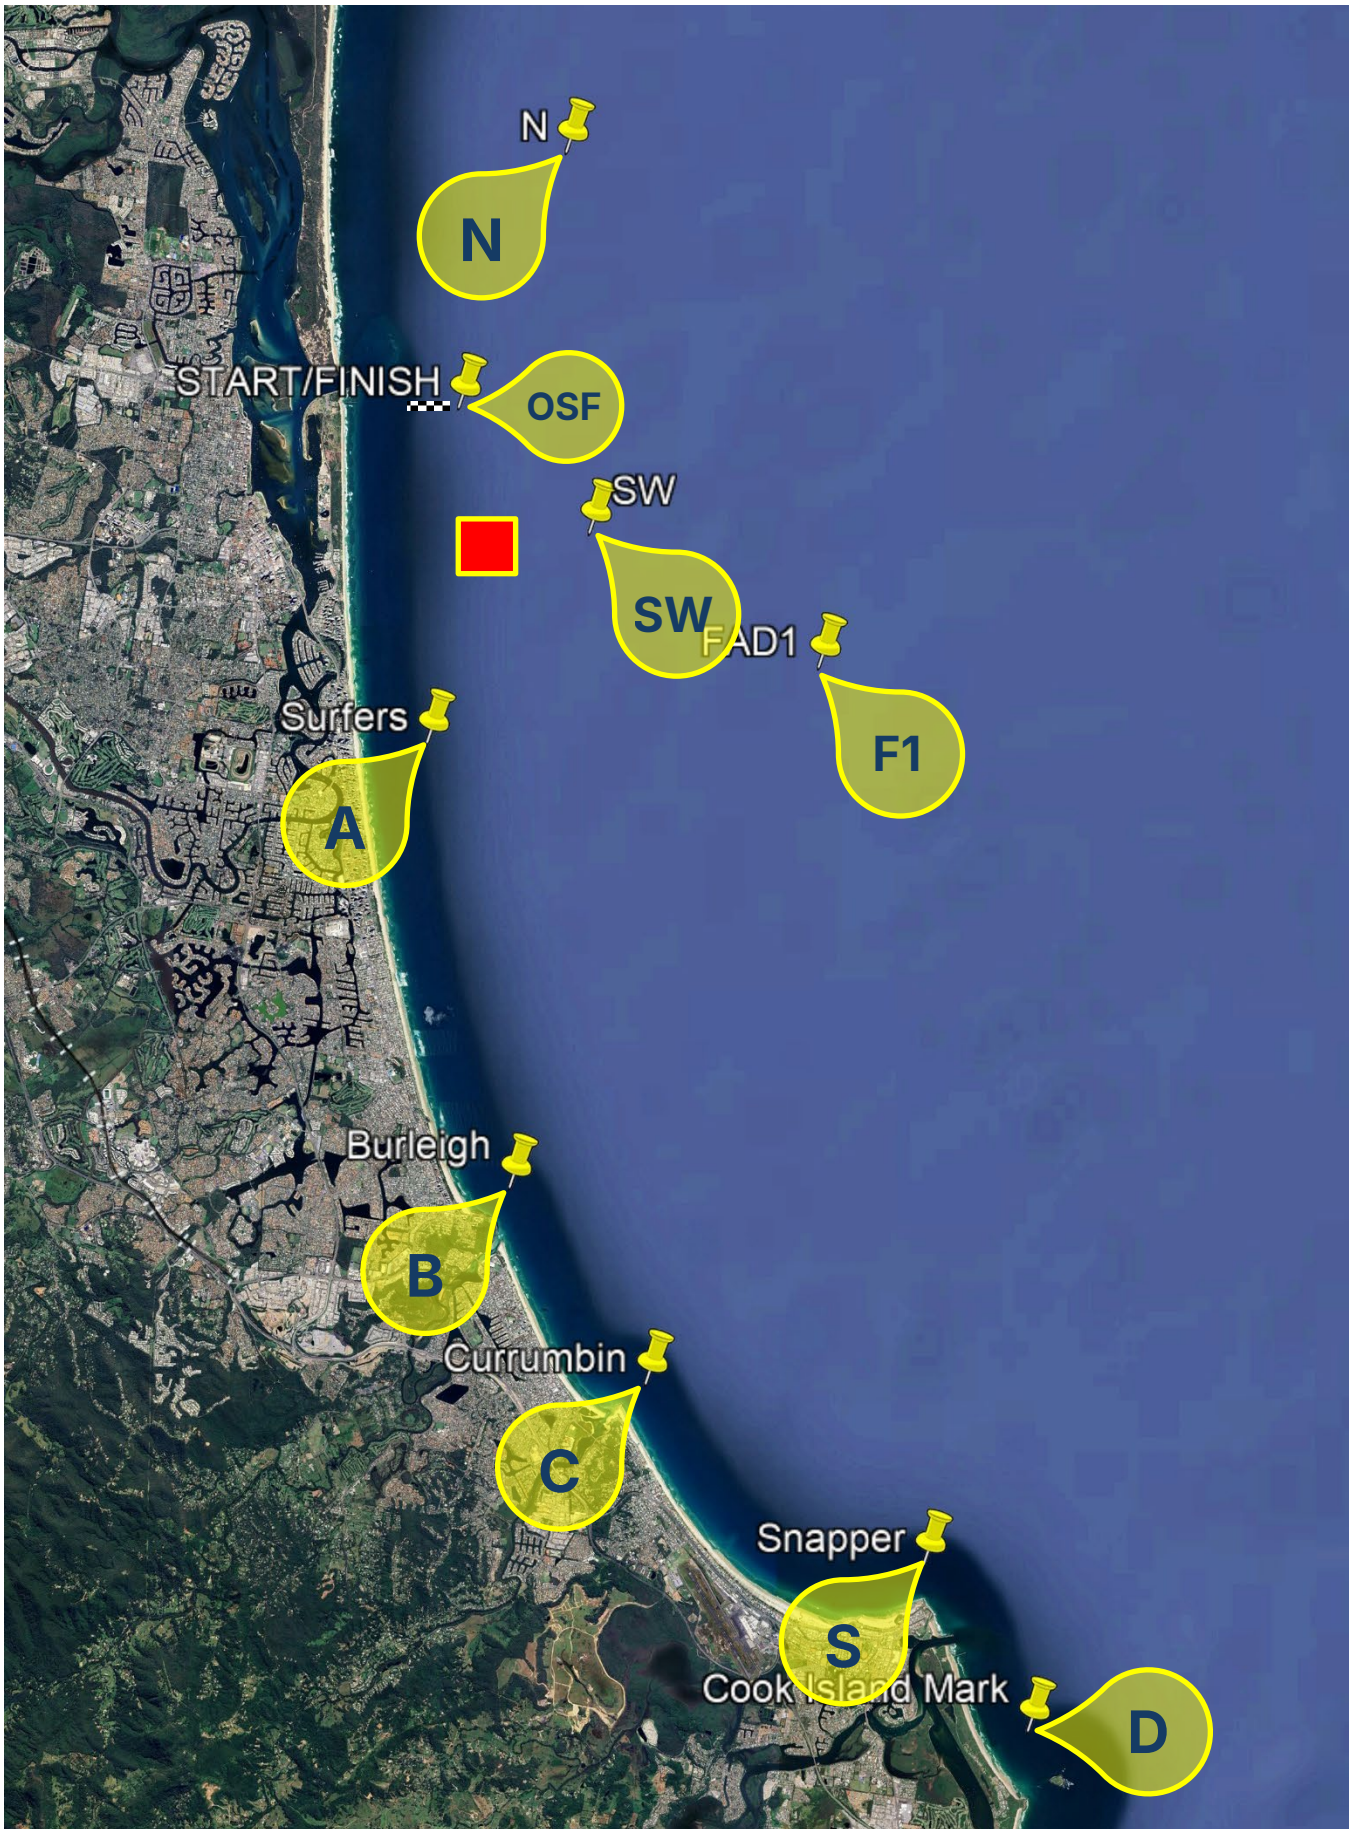 N
N
START/FINISH
OSF
SW
SW
FAD1
F1
Surfers
A
Burleigh
B
Currumbin
C
Snapper
S
Cook Island Mark
D